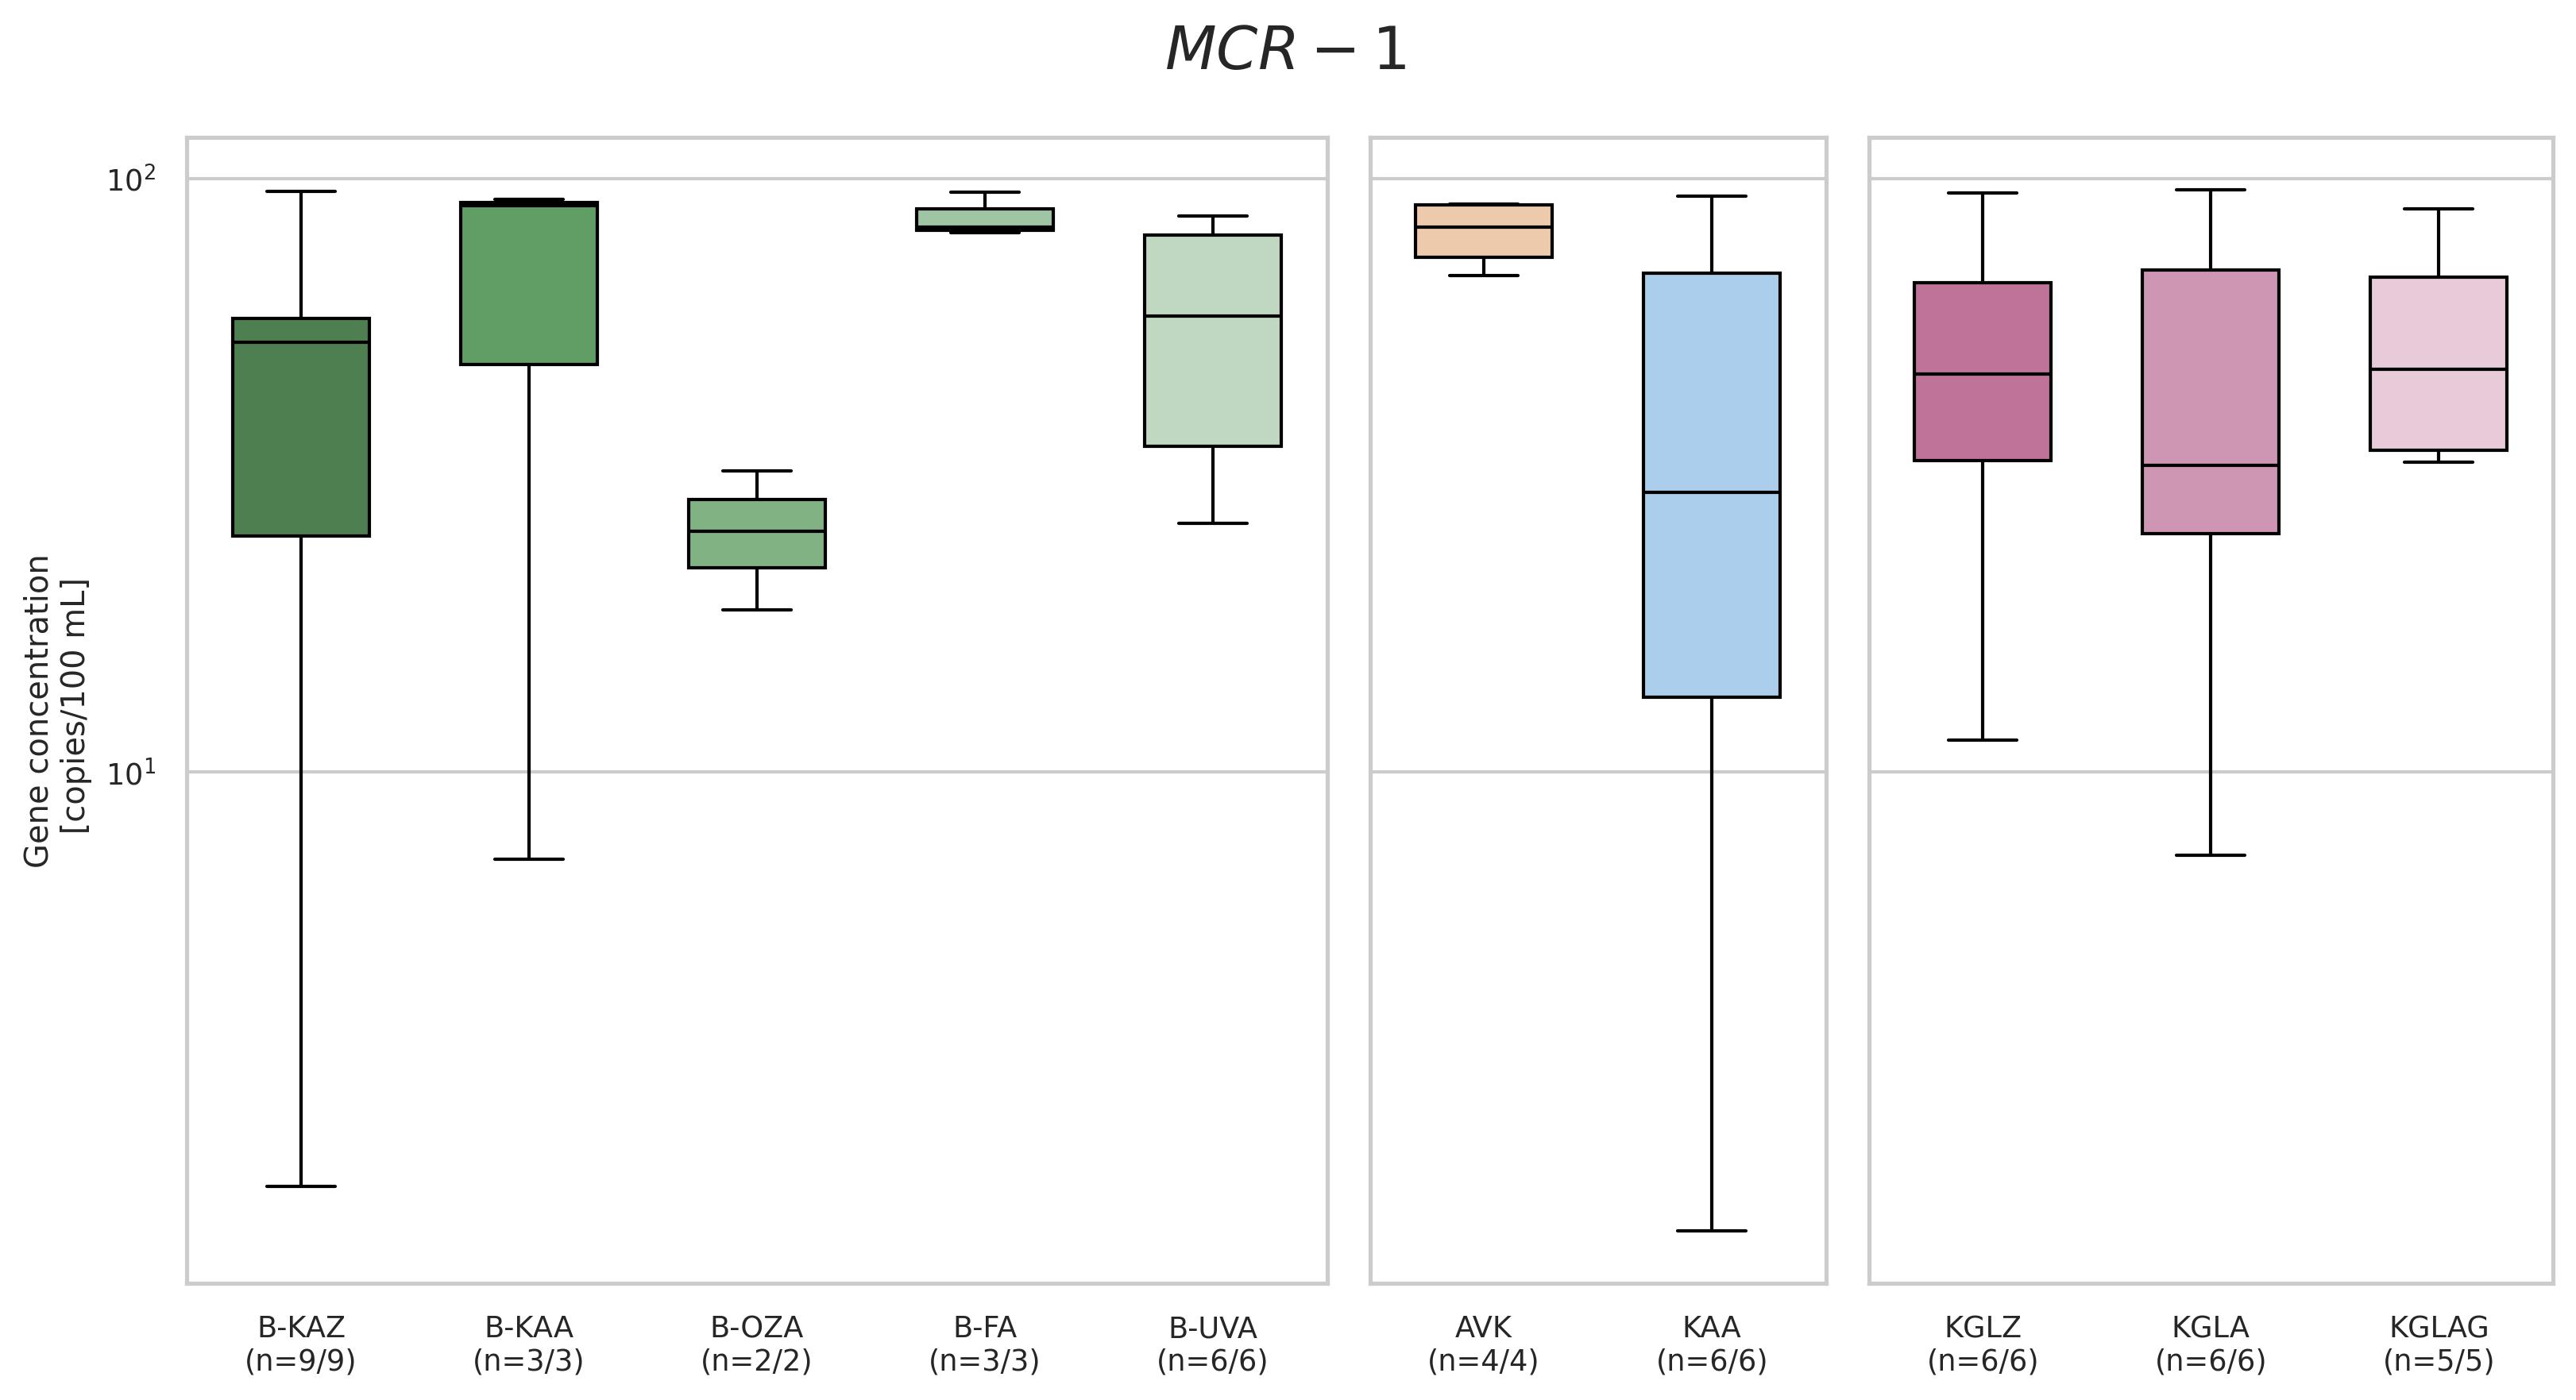 MCR − 1
Gene concentration
[copies/100 mL]
10²
10¹
B-KAZ
(n=9/9)
B-KAA
(n=3/3)
B-OZA
(n=2/2)
B-FA
(n=3/3)
B-UVA
(n=6/6)
AVK
(n=4/4)
KAA
(n=6/6)
KGLZ
(n=6/6)
KGLA
(n=6/6)
KGLAG
(n=5/5)